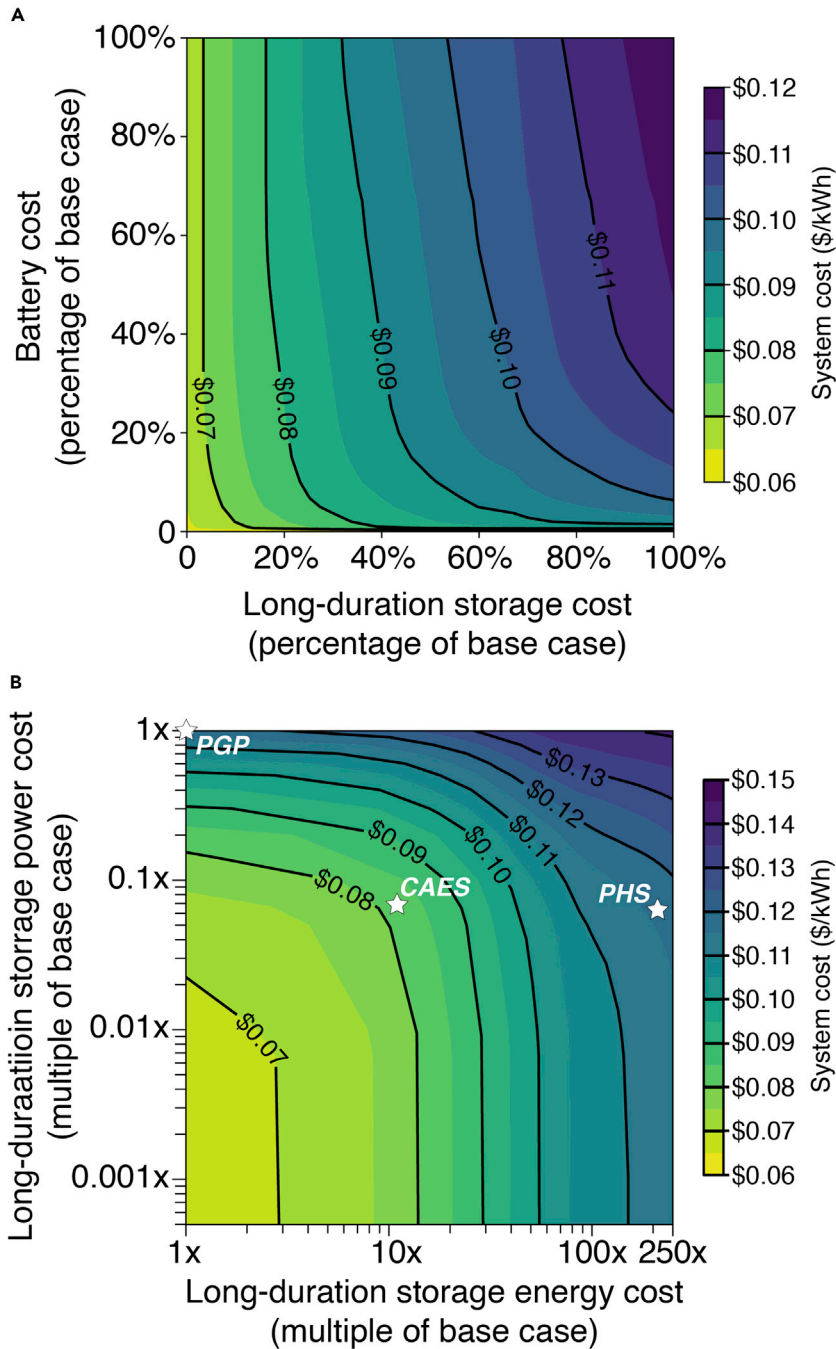 A
100%
80%
60%
40%
20%
0
Battery cost
(percentage of base case)
$0.07
$0.08
$0.09
$0.10
$0.11
0 20% 40% 60% 80% 100%
Long-duration storage cost
(percentage of base case)
$0.12
$0.11
$0.10
$0.09
$0.08
$0.07
$0.06
System cost ($/kWh)
B
1x
0.1x
0.01x
0.001x
Long-duraatiioin storrage power cost
(multiple of base case)
PGP
CAES
PHS
$0.07
$0.08
$0.09
$0.10
$0.11
$0.12
$0.13
1x 10x 100x 250x
Long-duration storage energy cost
(multiple of base case)
$0.15
$0.14
$0.13
$0.12
$0.11
$0.10
$0.09
$0.08
$0.07
$0.06
System cost ($/kWh)